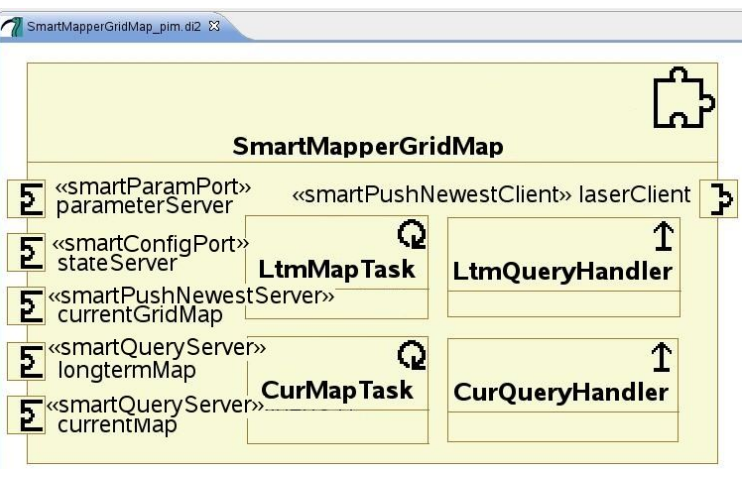 SmartMapperGridMap_pim.di2
SmartMapperGridMap
«smartParamPort»
parameterServer
«smartPushNewestClient» laserClient
«smartConfigPort»
stateServer
LtmMapTask
LtmQueryHandler
«smartPushNewestServer»
currentGridMap
«smartQueryServer»
longtermMap
CurMapTask
CurQueryHandler
«smartQueryServer»
currentMap